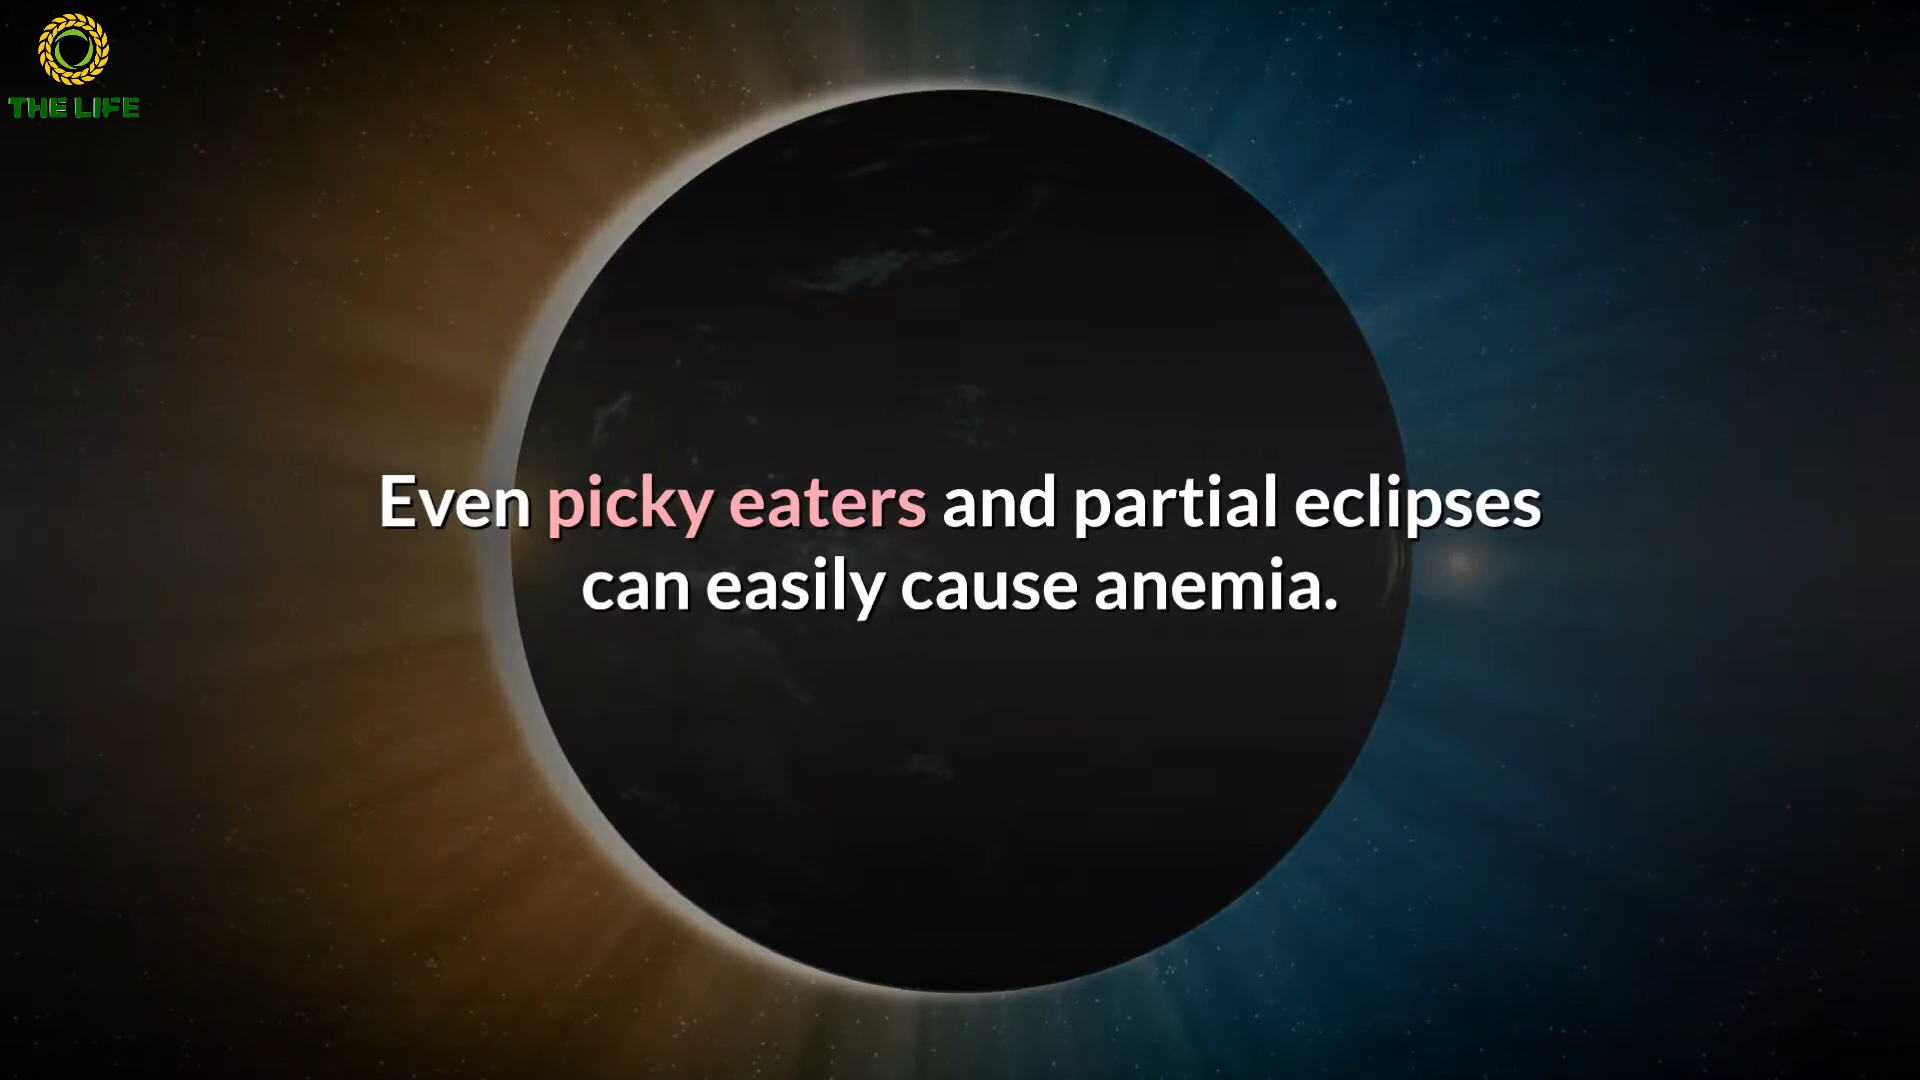 THE LIFE
Even picky eaters and partial eclipses
can easily cause anemia.